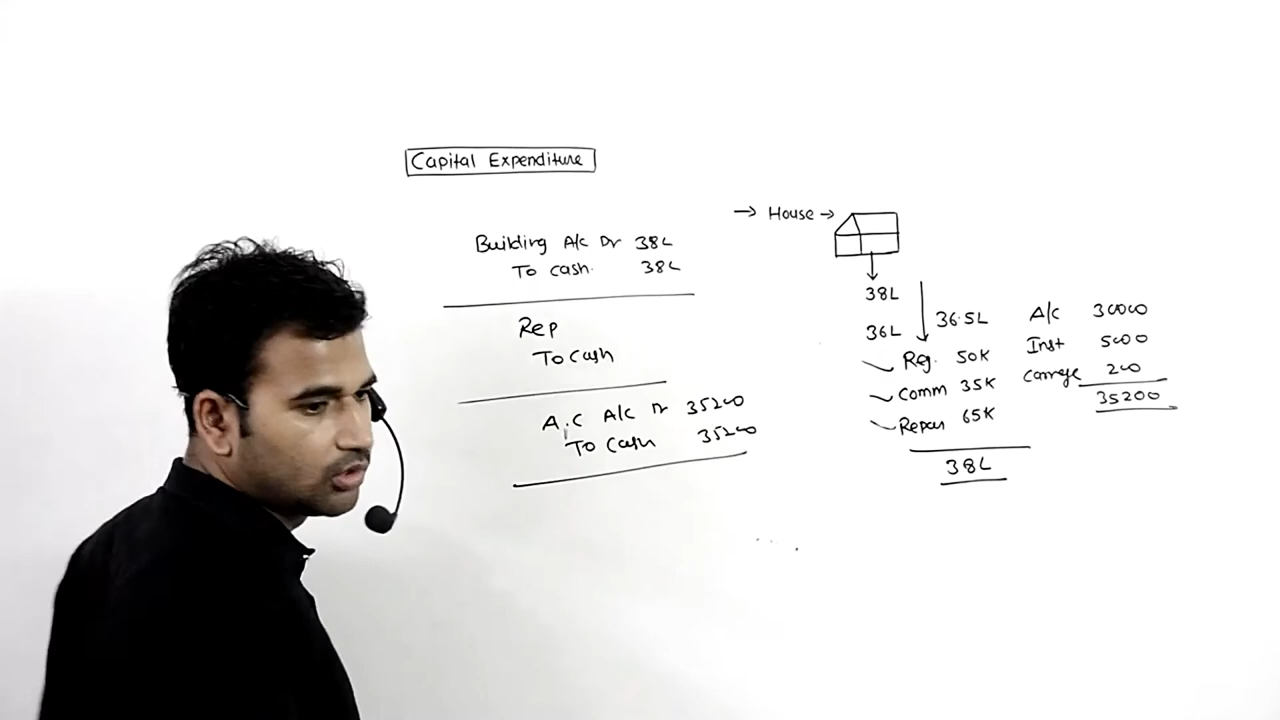 Capital Expenditure
Building A/c Dr 38L
To Cash. 38L
Rep
To Cash
A.C A/c Dr 35200
To Cash 35200
→ House →
38L
36L
36.5L
Reg. 50K
Comm 35K
Repair 65K
38L
A/c 30000
Inst 5000
Carriage 200
35200